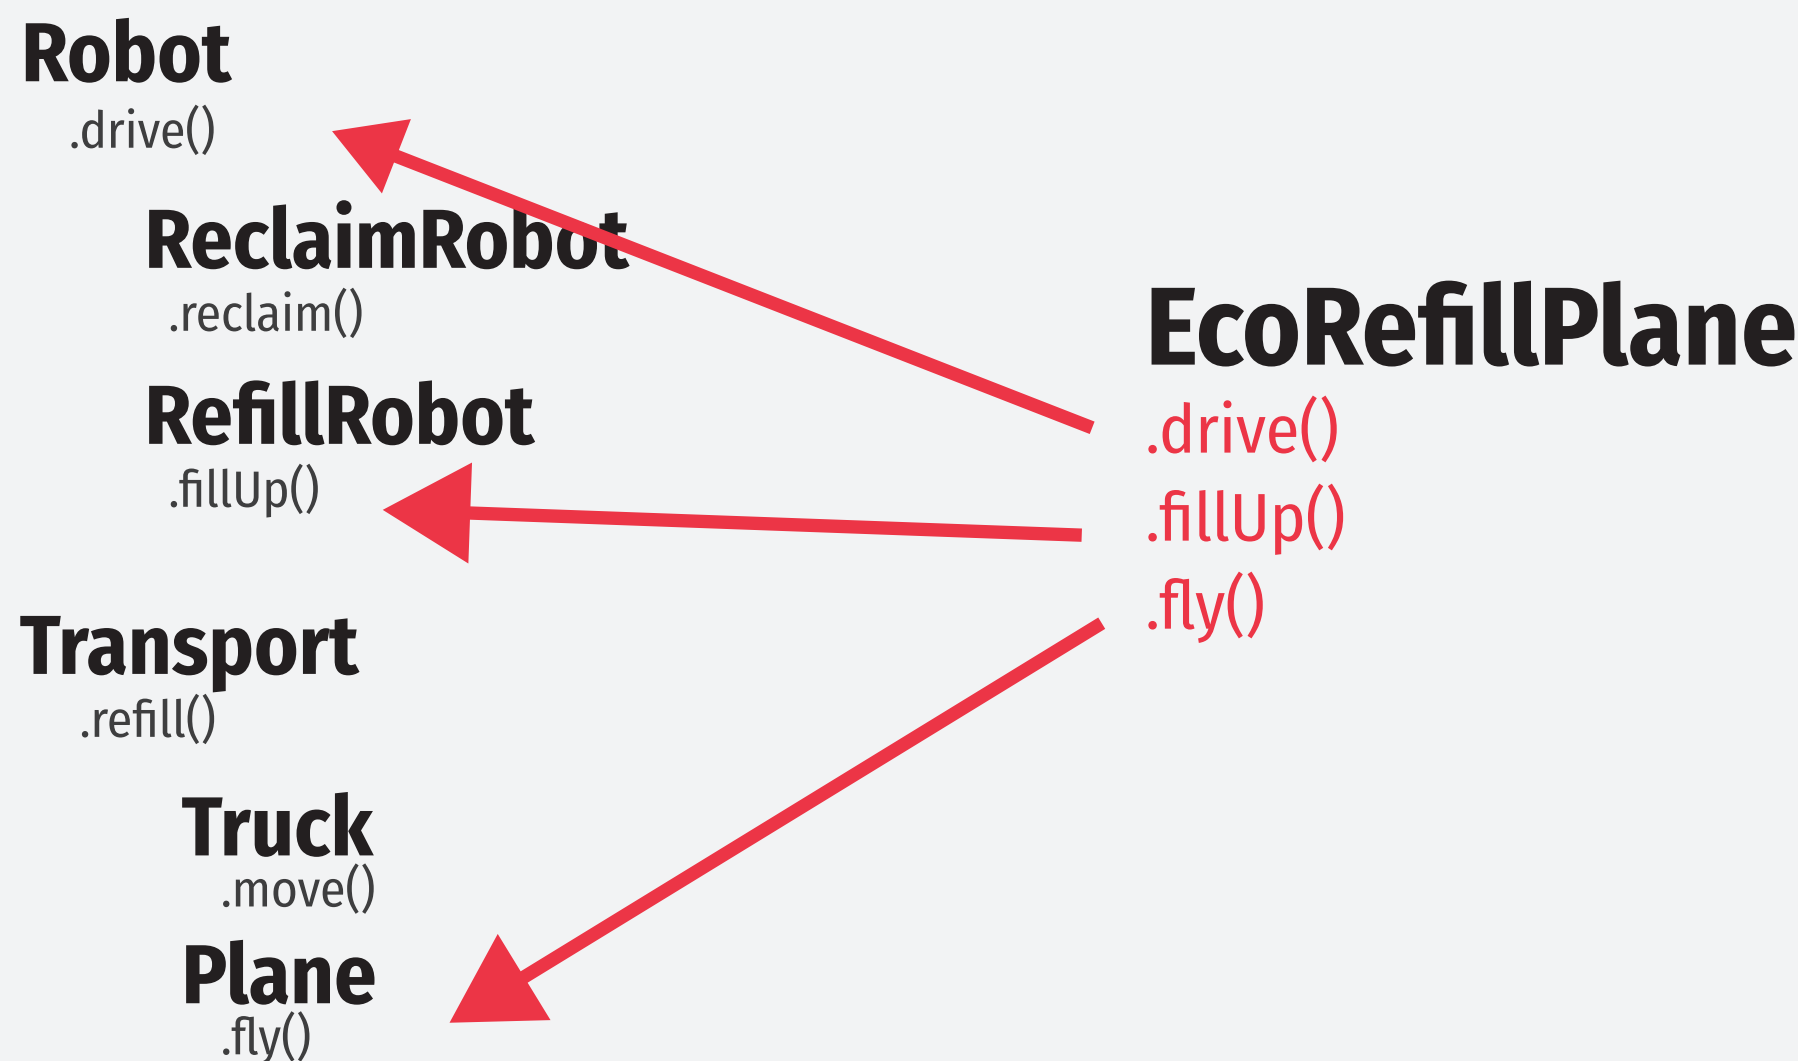 Robot
.drive()
ReclaimRobot
.reclaim()
RefillRobot
.fillUp()
Transport
.refill()
Truck
.move()
Plane
.fly()
EcoRefillPlane
.drive()
.fillUp()
.fly()